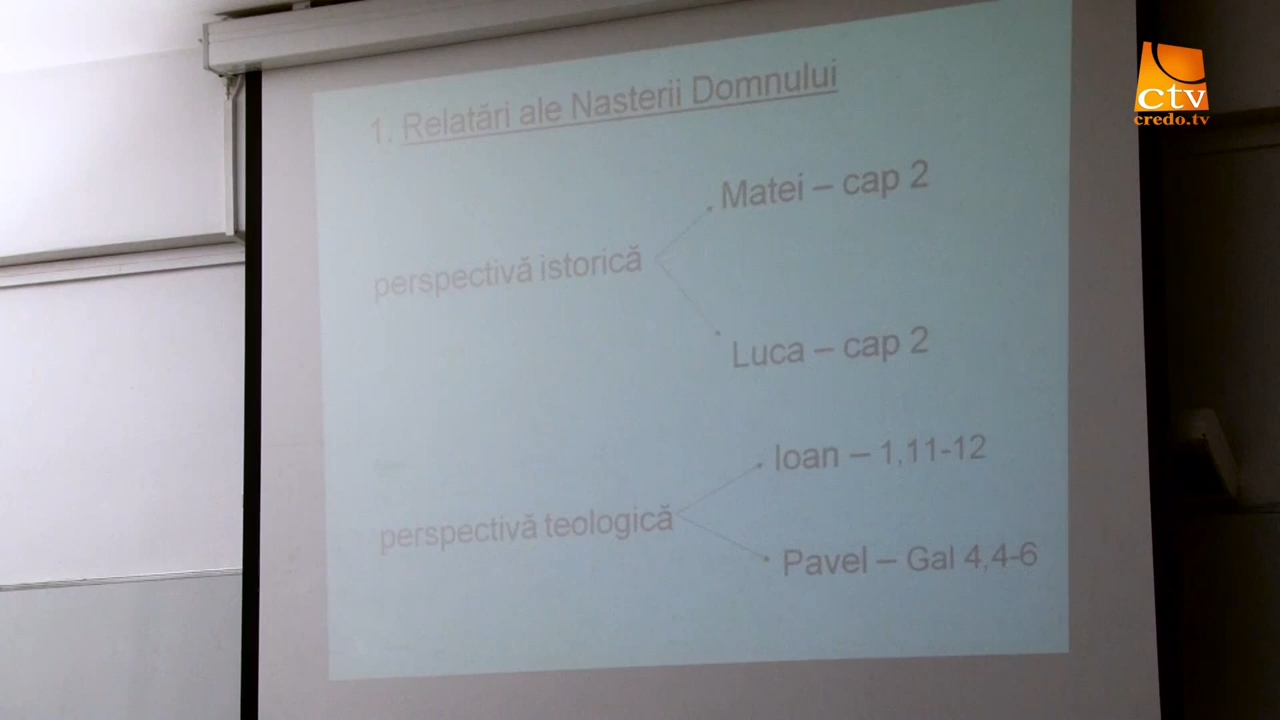 1. Relatări ale Nasterii Domnului
Matei – cap 2
perspectivă istorică
Luca – cap 2
Ioan – 1,11-12
perspectivă teologică
Pavel – Gal 4,4-6
ctv
credo.tv